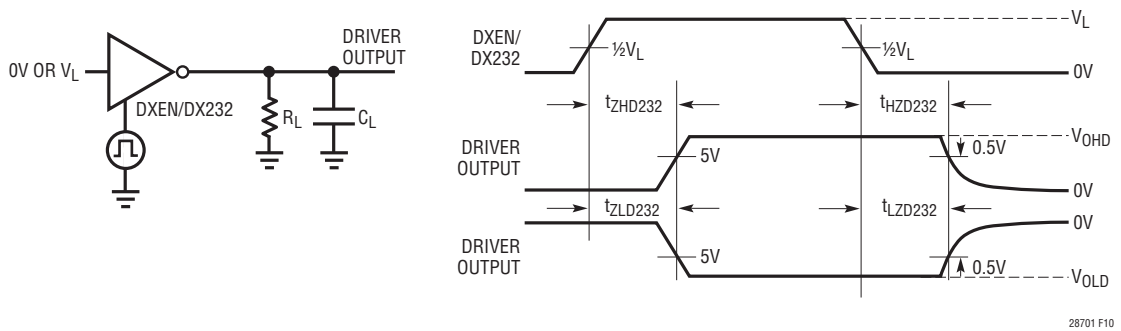 0V OR VL
DXEN/DX232
DRIVER
OUTPUT
RL
CL
DXEN/
DX232
½VL
½VL
VL
0V
tZHD232
tHZD232
DRIVER
OUTPUT
5V
VOHD
0.5V
0V
tZLD232
tLZD232
0V
DRIVER
OUTPUT
5V
0.5V
VOLD
28701 F10